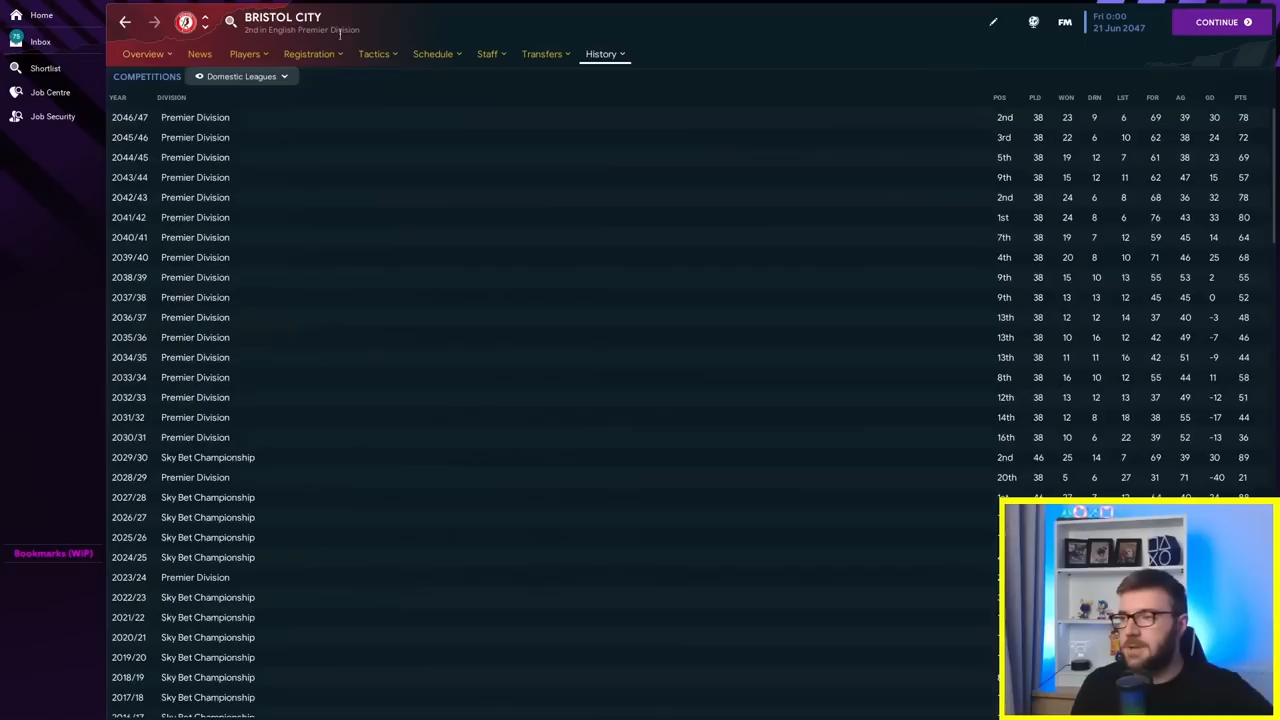 Home
Inbox
75
Shortlist
Job Centre
Job Security
Bookmarks (WIP)
BRISTOL CITY
2nd in English Premier Division
FM
Fri 0:00
21 Jun 2047
CONTINUE
Overview News Players Registration Tactics Schedule Staff Transfers History
COMPETITIONS Domestic Leagues
YEAR DIVISION POS PLD WON DRN LST FOR AG GD PTS
2046/47 Premier Division 2nd 38 23 9 6 69 39 30 78
2045/46 Premier Division 3rd 38 22 6 10 62 38 24 72
2044/45 Premier Division 5th 38 19 12 7 61 38 23 69
2043/44 Premier Division 9th 38 15 12 11 62 47 15 57
2042/43 Premier Division 2nd 38 24 6 8 68 36 32 78
2041/42 Premier Division 1st 38 24 8 6 76 43 33 80
2040/41 Premier Division 7th 38 19 7 12 59 45 14 64
2039/40 Premier Division 4th 38 20 8 10 71 46 25 68
2038/39 Premier Division 9th 38 15 10 13 55 53 2 55
2037/38 Premier Division 9th 38 13 13 12 45 45 0 52
2036/37 Premier Division 13th 38 12 12 14 37 40 -3 48
2035/36 Premier Division 13th 38 10 16 12 42 49 -7 46
2034/35 Premier Division 13th 38 11 11 16 42 51 -9 44
2033/34 Premier Division 8th 38 16 10 12 55 44 11 58
2032/33 Premier Division 12th 38 13 12 13 37 49 -12 51
2031/32 Premier Division 14th 38 12 8 18 38 55 -17 44
2030/31 Premier Division 16th 38 10 6 22 39 52 -13 36
2029/30 Sky Bet Championship 2nd 46 25 14 7 69 39 30 89
2028/29 Premier Division 20th 38 5 6 27 31 71 -40 21
2027/28 Sky Bet Championship
2026/27 Sky Bet Championship
2025/26 Sky Bet Championship
2024/25 Sky Bet Championship
2023/24 Premier Division
2022/23 Sky Bet Championship
2021/22 Sky Bet Championship
2020/21 Sky Bet Championship
2019/20 Sky Bet Championship
2018/19 Sky Bet Championship
2017/18 Sky Bet Championship
2016/17 Sky Bet Championship